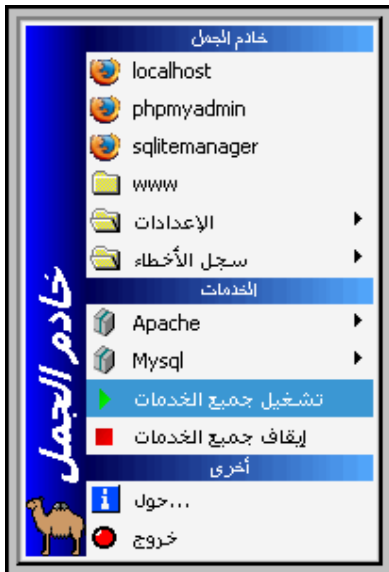 خادم الجمل
localhost
phpmyadmin
sqlitemanager
www
الإعدادات
سجل الأخطاء
الخدمات
Apache
Mysql
تشغيل جميع الخدمات
إيقاف جميع الخدمات
أخرى
حول...
خروج
خادم الجمل